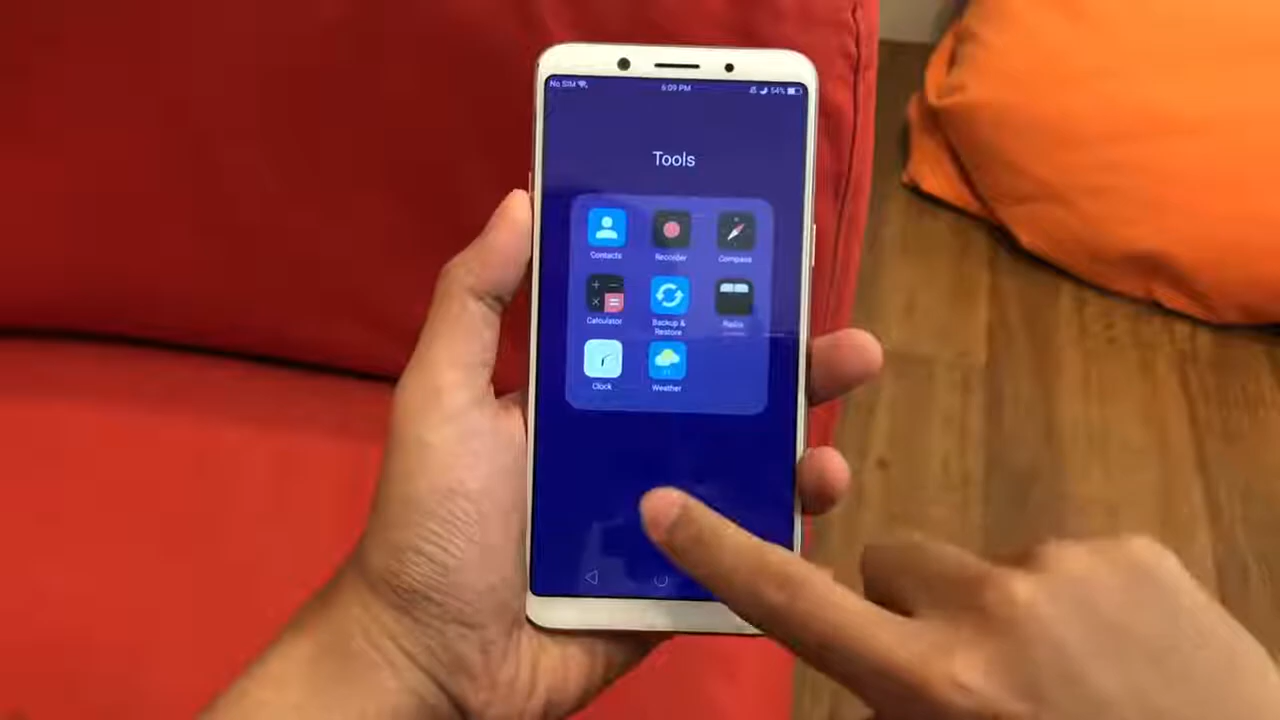 No SIM 6:09 PM 54%
Tools
Contacts Recorder Compass
Calculator Backup & Restore Radio
Clock Weather